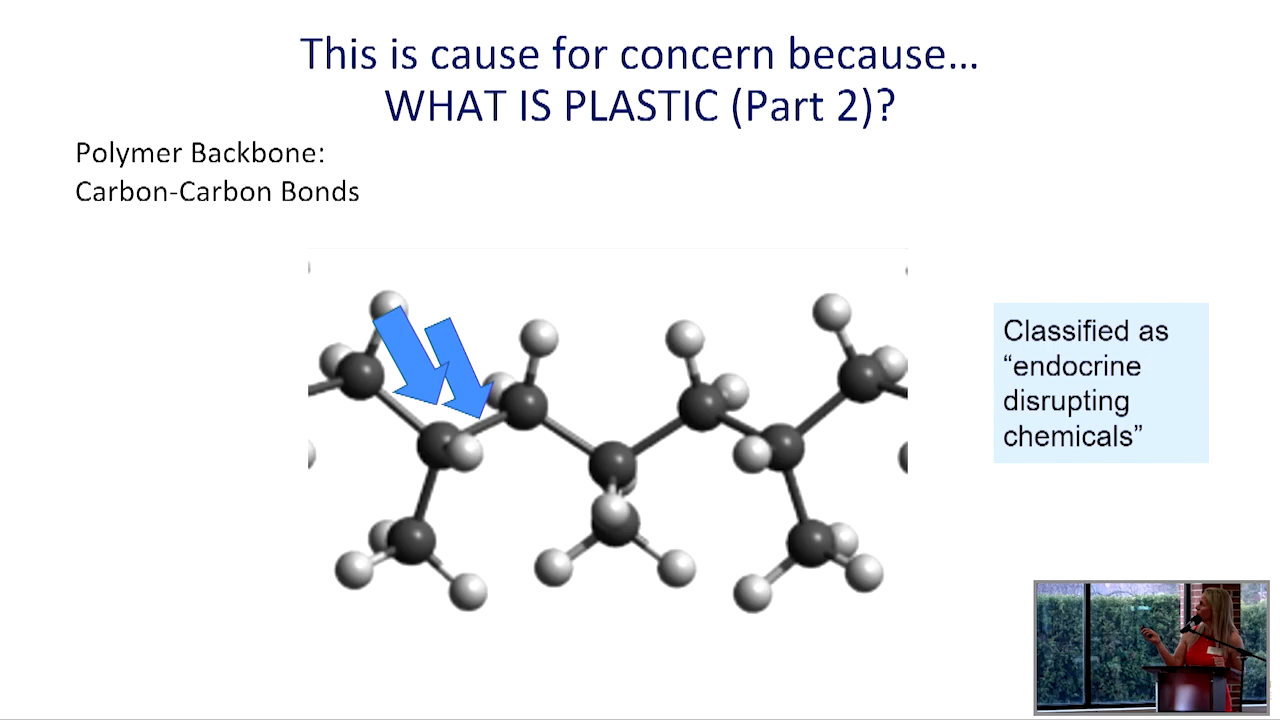 This is cause for concern because…
WHAT IS PLASTIC (Part 2)?
Polymer Backbone:
Carbon-Carbon Bonds
Classified as
“endocrine
disrupting
chemicals”